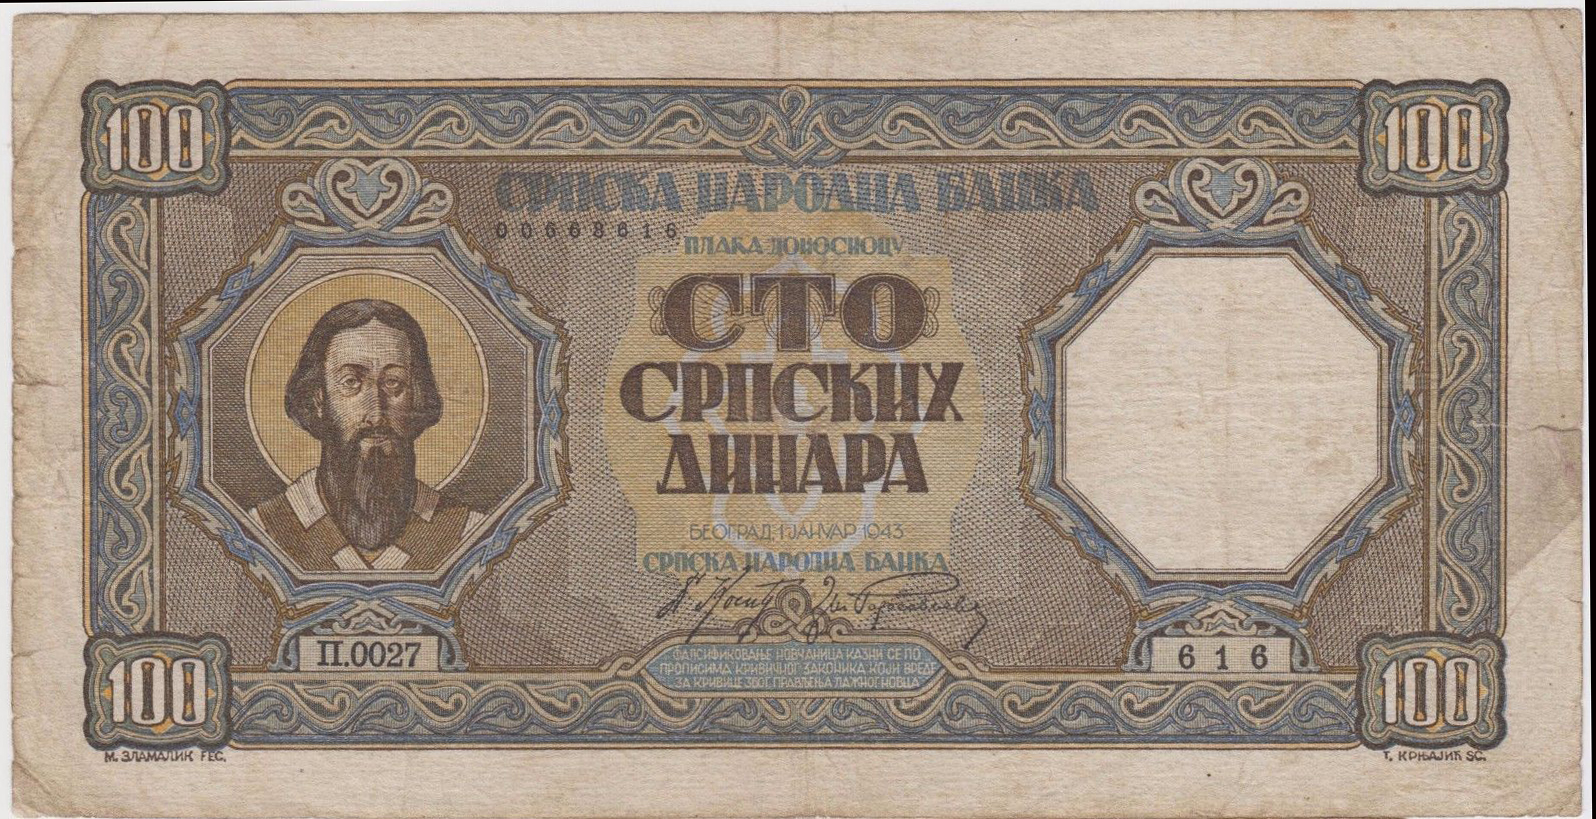 100 100
СРПСКА НАРОДНА БАНКА
00668616
ПЛАЋА ДОНОСИОЦУ
СТО
СРПСКИХ
ДИНАРА
БЕОГРАД, 1 ЈАНУАР 1943
СРПСКА НАРОДНА БАНКА
П.0027
616
ФАЛСИФИКОВАЊЕ НОВЧАНИЦА КАЗНИ СЕ ПО
ПРОПИСИМА КРИВИЧНОГ ЗАКОНИКА КОЈИ ВРЕДЕ
ЗА КРИВИЦЕ ЗБОГ ПРАВЉЕЊА ЛАЖНОГ НОВЦА
100 100
М. ЗЛАМАЛИК FEC.
Т. КРЊАЈИЋ SC.